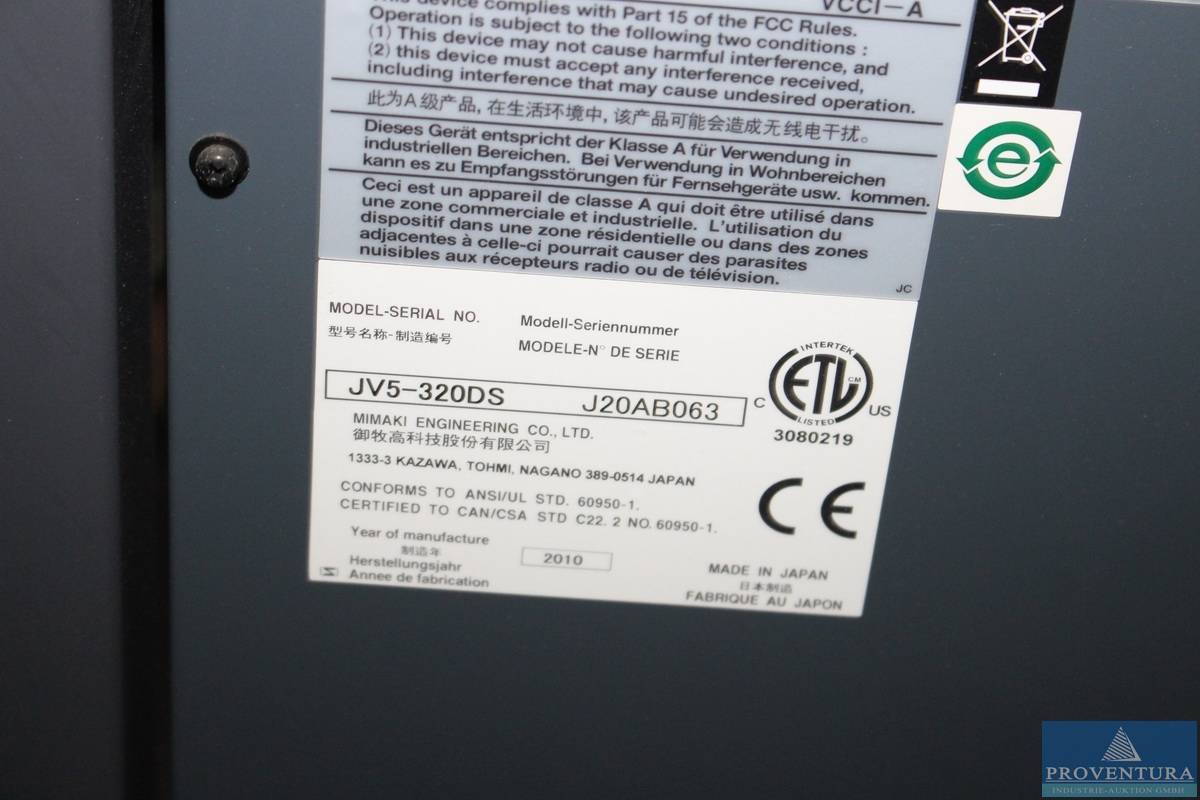 VCCI-A
This device complies with Part 15 of the FCC Rules.
Operation is subject to the following two conditions :
(1) This device may not cause harmful interference, and
(2) this device must accept any interference received,
including interference that may cause undesired operation.
此为A级产品, 在生活环境中, 该产品可能会造成无线电干扰。
Dieses Gerät entspricht der Klasse A für Verwendung in
industriellen Bereichen. Bei Verwendung in Wohnbereichen
kann es zu Empfangsstörungen für Fernsehgeräte usw. kommen.
Ceci est un appareil de classe A qui doit être utilisé dans
une zone commerciale et industrielle. L'utilisation du
dispositif dans une zone résidentielle ou dans des zones
adjacentes à celle-ci pourrait causer des parasites
nuisibles aux récepteurs radio ou de télévision.
JC
e
MODEL-SERIAL NO.
型号名称-制造编号
Modell-Seriennummer
MODELE-N° DE SERIE
JV5-320DS J20AB063
MIMAKI ENGINEERING CO., LTD.
御牧高科技股份有限公司
1333-3 KAZAWA, TOHMI, NAGANO 389-0514 JAPAN
CONFORMS TO ANSI/UL STD. 60950-1.
CERTIFIED TO CAN/CSA STD C22. 2 NO. 60950-1.
INTERTEK
C ETL CM US
LISTED
3080219
CE
Year of manufacture
制造年
Herstellungsjahr
Annee de fabrication
2010
MADE IN JAPAN
日本制造
FABRIQUE AU JAPON
PROVENTURA
INDUSTRIE-AUKTION GMBH